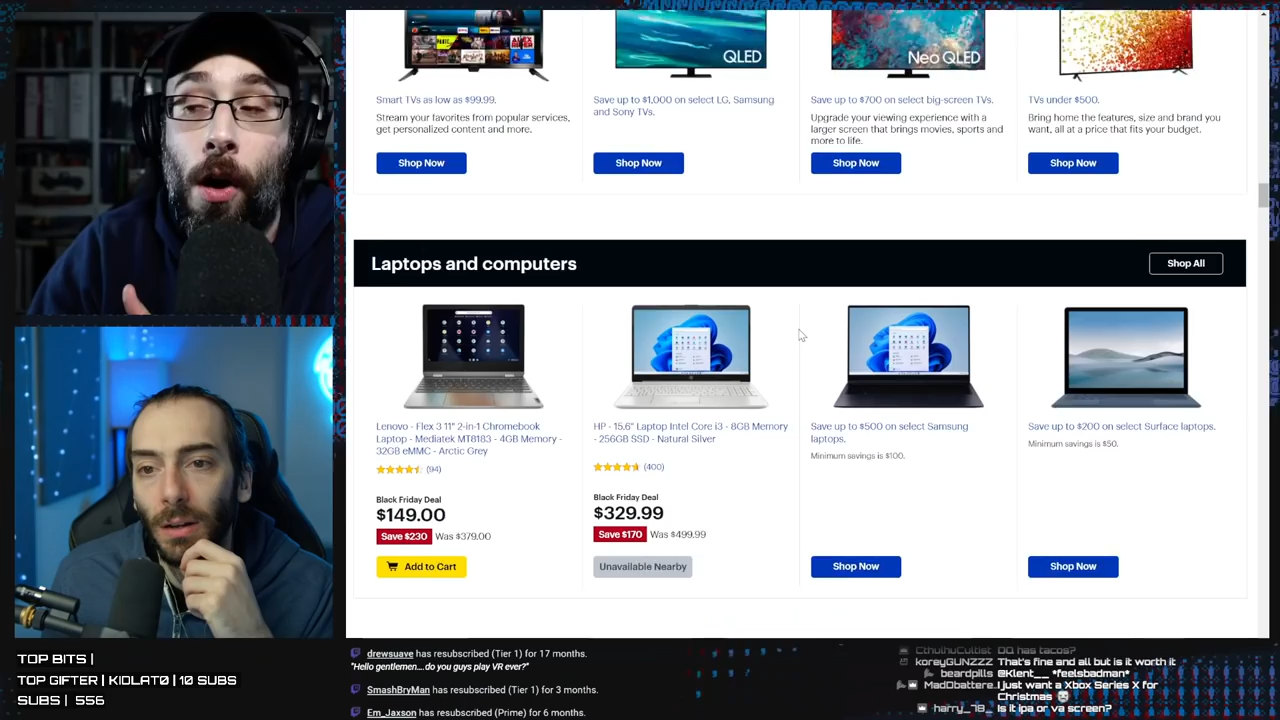 QLED
Neo QLED
Smart TVs as low as $99.99.
Stream your favorites from popular services,
get personalized content and more.
Shop Now
Save up to $1,000 on select LG, Samsung
and Sony TVs.
Shop Now
Save up to $700 on select big-screen TVs.
Upgrade your viewing experience with a
larger screen that brings movies, sports and
more to life.
Shop Now
TVs under $500.
Bring home the features, size and brand you
want, all at a price that fits your budget.
Shop Now
Laptops and computers
Shop All
Lenovo - Flex 3 11" 2-in-1 Chromebook
Laptop - Mediatek MT8183 - 4GB Memory -
32GB eMMC - Arctic Grey
(94)
Black Friday Deal
$149.00
Save $230 Was $379.00
Add to Cart
HP - 15.6" Laptop Intel Core i3 - 8GB Memory
- 256GB SSD - Natural Silver
(400)
Black Friday Deal
$329.99
Save $170 Was $499.99
Unavailable Nearby
Save up to $500 on select Samsung
laptops.
Minimum savings is $100.
Shop Now
Save up to $200 on select Surface laptops.
Minimum savings is $50.
Shop Now
TOP BITS |
TOP GIFTER | KIDLAT0 | 10 SUBS
SUBS | 556
drewsuave has resubscribed (Tier 1) for 17 months.
"Hello gentlemen....do you guys play VR ever?"
SmashBryMan has resubscribed (Tier 1) for 3 months.
Em_Jaxson has resubscribed (Prime) for 6 months.
CthulhuCultist DQ has tacos?
koreyGUNZZZ That's fine and all but is it worth it
beardpills @Klent__ *feelsbadman*
MadDbattere I just want a Xbox Series X for
Christmas
harry_78_ Is it ipa or va screen?